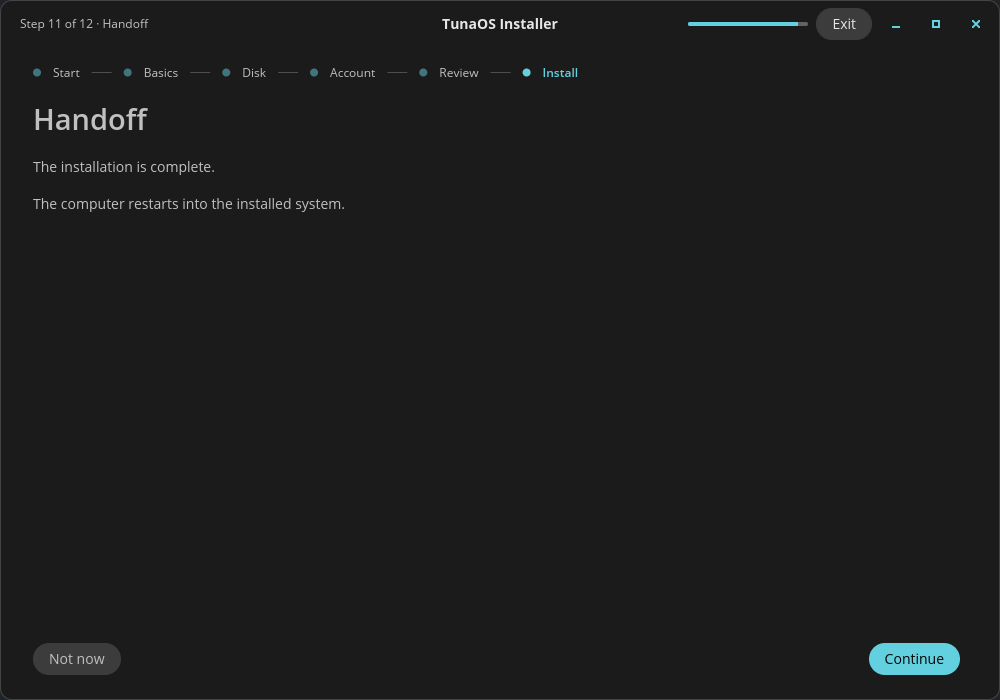 Step 11 of 12 · Handoff
TunaOS Installer
Exit
Start
Basics
Disk
Account
Review
Install
Handoff
The installation is complete.
The computer restarts into the installed system.
Not now
Continue